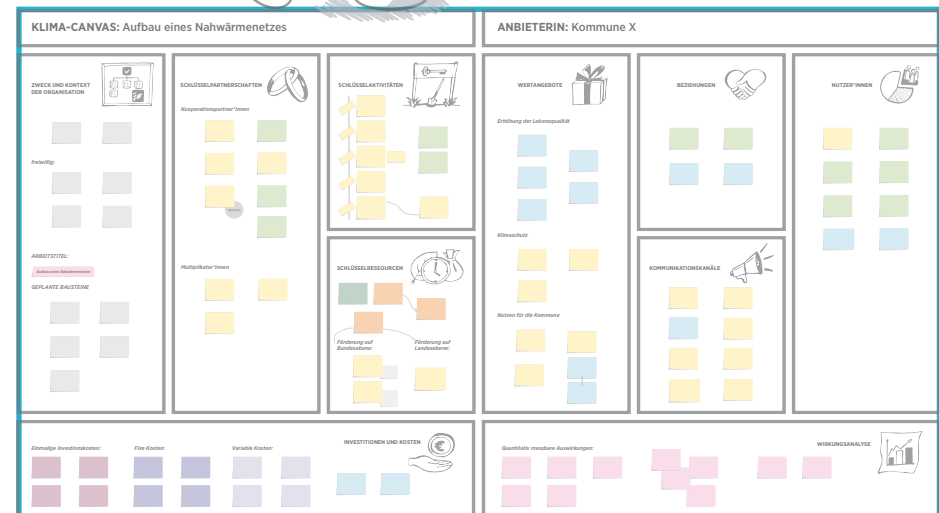 KLIMA-CANVAS: Aufbau eines Nahwärmenetzes
ANBIETERIN: Kommune X
ZWECK UND KONTEXT
DER ORGANISATION
freiwillig:
ARBEITSTITEL:
Aufbau eines Nahwärmenetzes
GEPLANTE BAUSTEINE
SCHLÜSSELPARTNERSCHAFTEN
Kooperationspartner*innen
Multiplikator*innen
SCHLÜSSELAKTIVITÄTEN
SCHLÜSSELRESSOURCEN
Förderung auf
Bundesebene:
Förderung auf
Landesebene:
WERTANGEBOTE
Erhöhung der Lebensqualität
Klimaschutz
Nutzen für die Kommune
BEZIEHUNGEN
KOMMUNIKATIONSKANÄLE
NUTZER*INNEN
INVESTITIONEN UND KOSTEN
Einmalige Investionskosten:
Fixe Kosten:
Variable Kosten:
WIRKUNGSANALYSE
Quantitativ messbare Auswirkungen: